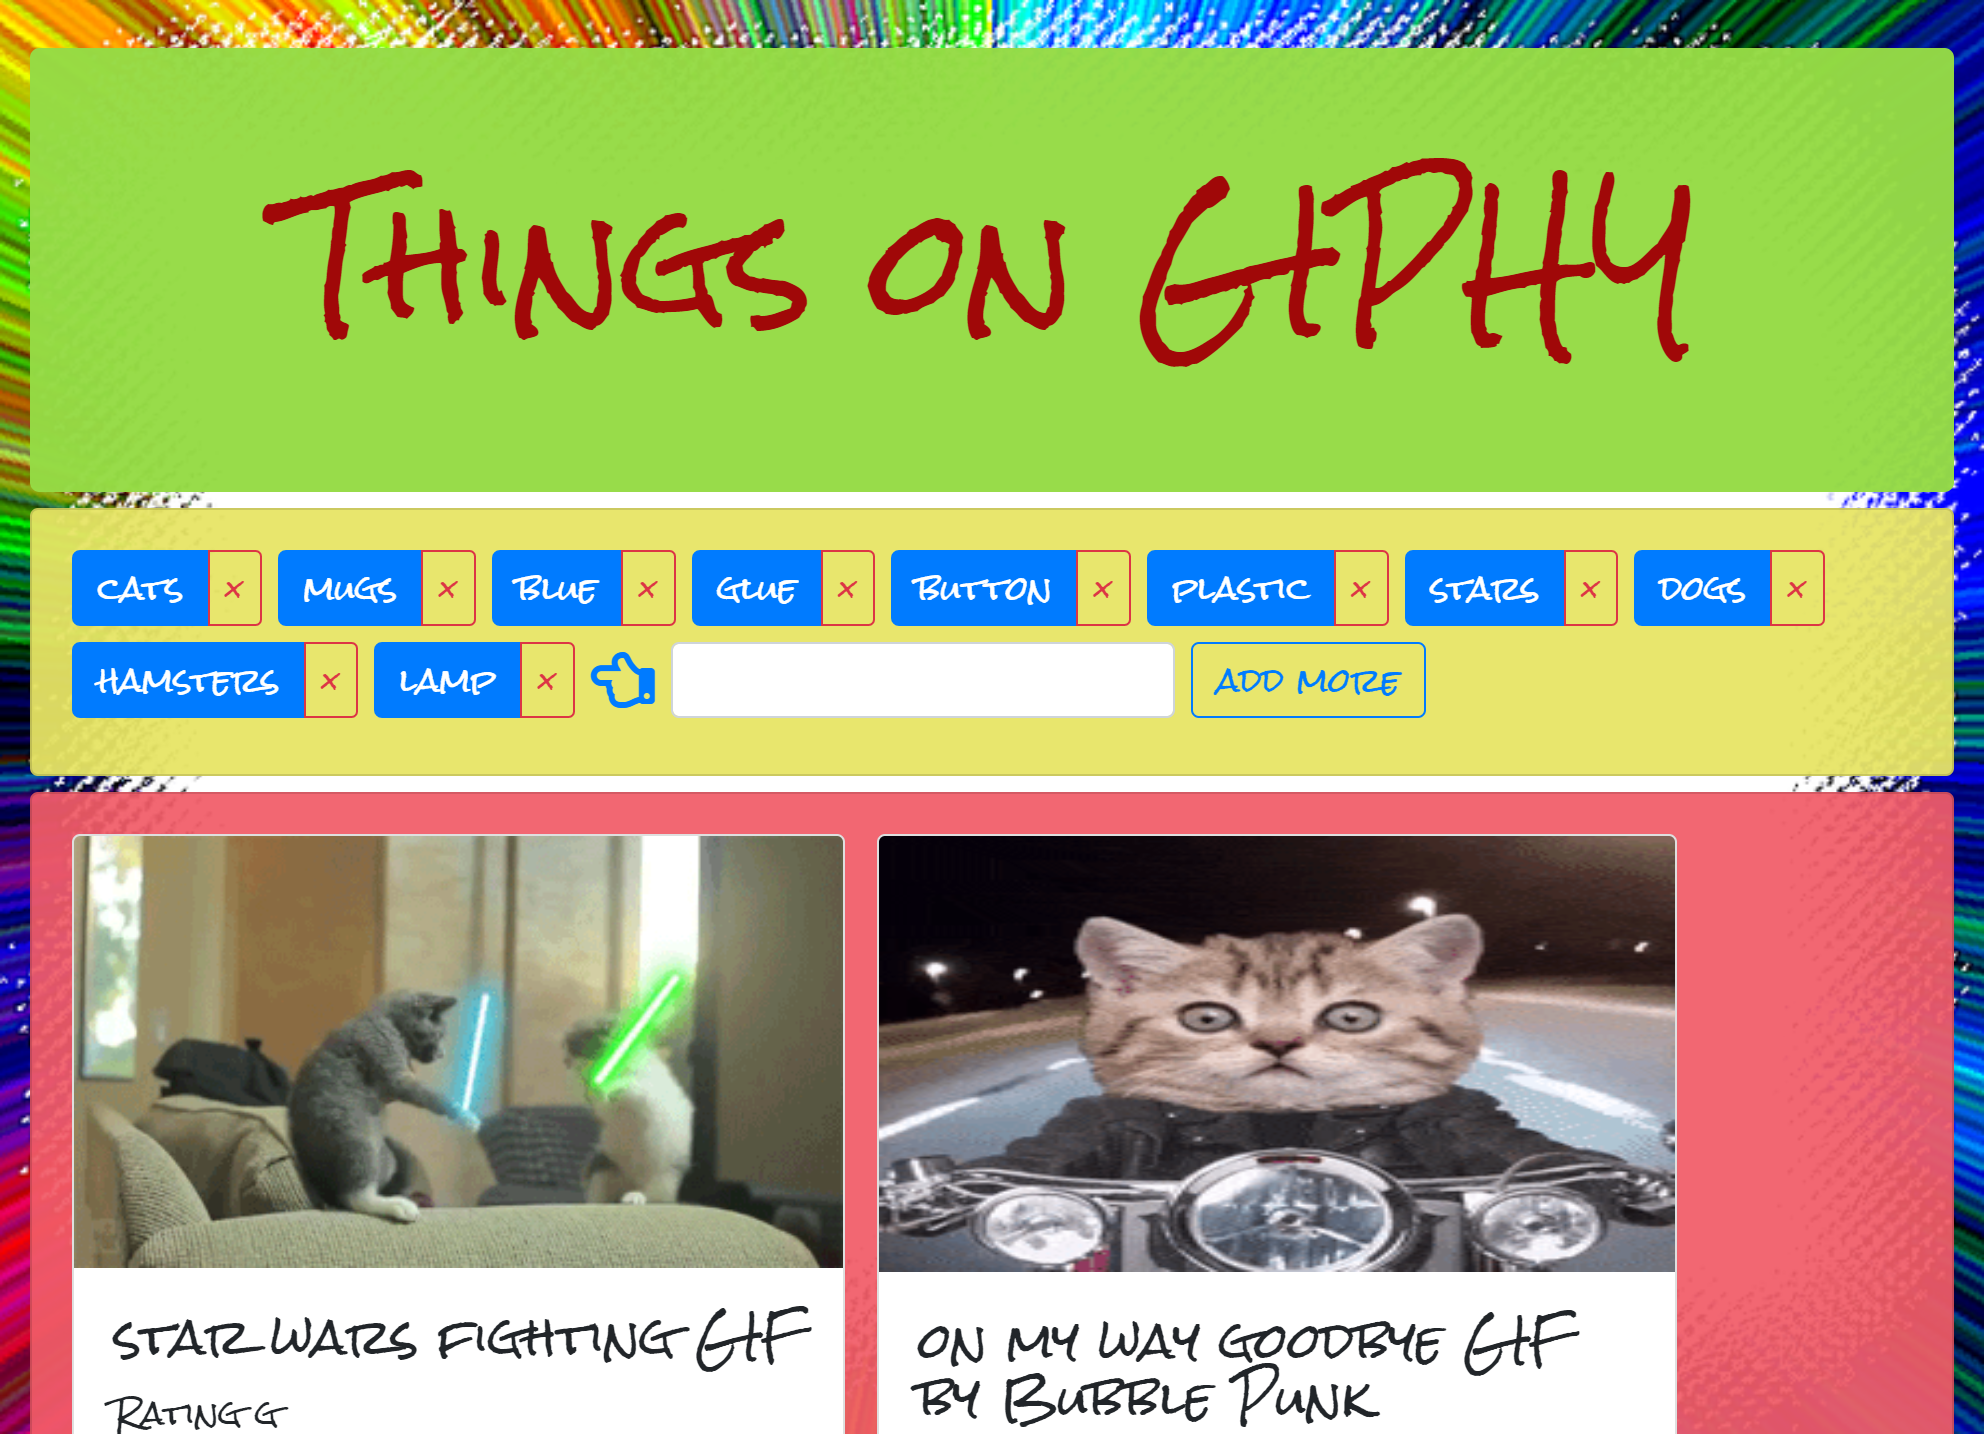 Things on GIPHY
cats × mugs × blue × glue × button × plastic × stars × dogs ×
hamsters × lamp × add more
star wars fighting GIF
Rating g
on my way goodbye GIF
by Bubble Punk